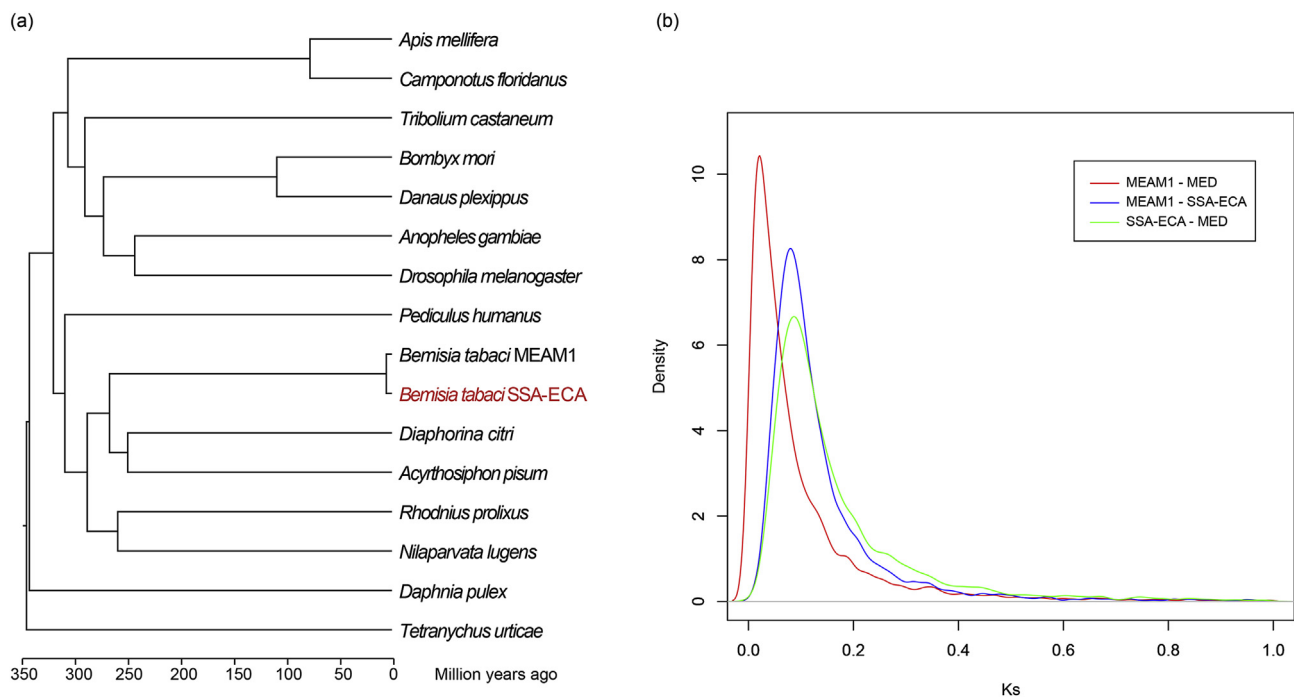 (a)
Apis mellifera
Camponotus floridanus
Tribolium castaneum
Bombyx mori
Danaus plexippus
Anopheles gambiae
Drosophila melanogaster
Pediculus humanus
Bemisia tabaci MEAM1
Bemisia tabaci SSA-ECA
Diaphorina citri
Acyrthosiphon pisum
Rhodnius prolixus
Nilaparvata lugens
Daphnia pulex
Tetranychus urticae
350 300 250 200 150 100 50 0 Million years ago
(b)
MEAM1 - MED
MEAM1 - SSA-ECA
SSA-ECA - MED
Density
10
8
6
4
2
0
0.0 0.2 0.4 0.6 0.8 1.0
Ks